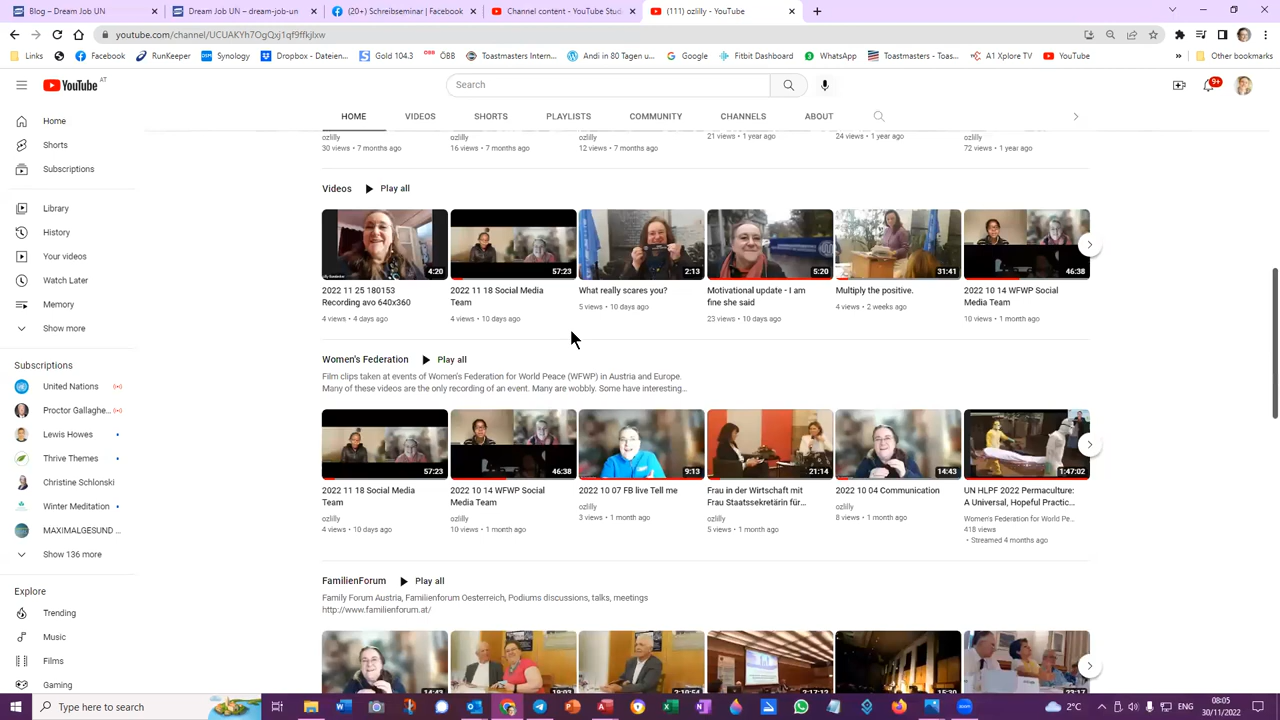 Blog – Dream Job UN
Dream Job UN – dream-job-un
(20+) Schreibseminar | Facebook
Channel content - YouTube Stud
(111) ozlilly - YouTube
youtube.com/channel/UCUAKYh7OgQxj1qf9ffkjlxw
Links
Facebook
RunKeeper
Synology
Dropbox - Dateien...
Gold 104.3
ÖBB
Toastmasters - Holi...
Andi in 80 Tagen u...
Google
Fitbit Dashboard
WhatsApp
Toastmasters - Toas...
A1 Xplore TV
YouTube
Other bookmarks
YouTube AT
Search
9+
HOME VIDEOS SHORTS PLAYLISTS COMMUNITY CHANNELS ABOUT
Home
Shorts
Subscriptions
Library
History
Your videos
Watch Later
Memory
Show more
Subscriptions
United Nations
Proctor Gallaghe...
Lewis Howes
Thrive Themes
Christine Schlonski
Winter Meditation
MAXIMALGESUND ...
Show 136 more
Explore
Trending
Music
Films
Gaming
ozlilly
30 views • 7 months ago
ozlilly
16 views • 7 months ago
ozlilly
12 views • 7 months ago
21 views • 1 year ago
24 views • 1 year ago
ozlilly
72 views • 1 year ago
Videos Play all
4:20
2022 11 25 180153
Recording avo 640x360
4 views • 4 days ago
57:23
2022 11 18 Social Media
Team
4 views • 10 days ago
2:13
What really scares you?
5 views • 10 days ago
5:20
Motivational update - I am
fine she said
23 views • 10 days ago
31:41
Multiply the positive.
4 views • 2 weeks ago
46:38
2022 10 14 WFWP Social
Media Team
10 views • 1 month ago
Women's Federation Play all
Film clips taken at events of Women's Federation for World Peace (WFWP) in Austria and Europe.
Many of these videos are the only recording of an event. Many are wobbly. Some have interesting...
57:23
2022 11 18 Social Media
Team
4 views • 10 days ago
46:38
2022 10 14 WFWP Social
Media Team
10 views • 1 month ago
9:13
2022 10 07 FB live Tell me
ozlilly
3 views • 1 month ago
21:14
Frau in der Wirtschaft mit
Frau Staatssekretärin für...
ozlilly
5 views • 1 month ago
14:43
2022 10 04 Communication
ozlilly
8 views • 1 month ago
1:47:02
UN HLPF 2022 Permaculture:
A Universal, Hopeful Practic...
Women's Federation for World Pe...
418 views
• Streamed 4 months ago
FamilienForum Play all
Family Forum Austria, Familienforum Oesterreich, Podiums discussions, talks, meetings
http://www.familienforum.at/
14:43
19:03
2:10:54
2:17:12
15:30
23:17
Type here to search
2°C
08:05
30/11/2022